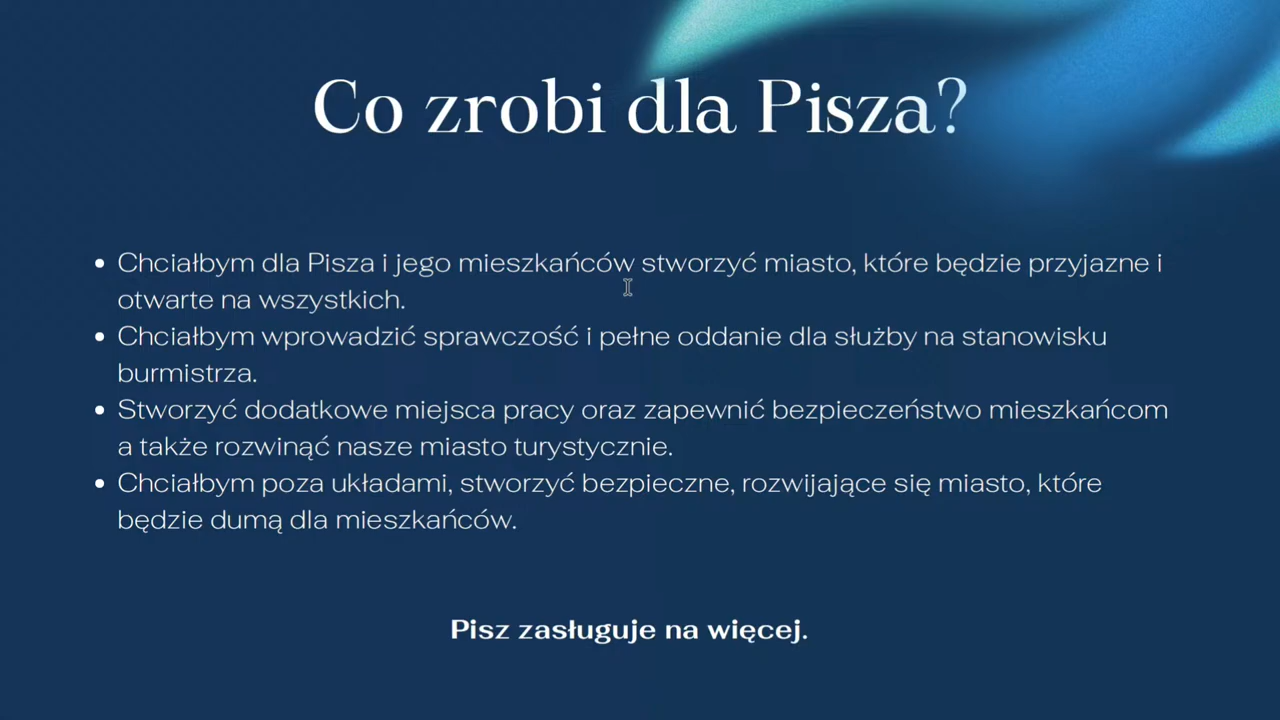 Co zrobi dla Pisza?
• Chciałbym dla Pisza i jego mieszkańców stworzyć miasto, które będzie przyjazne i
otwarte na wszystkich.
• Chciałbym wprowadzić sprawczość i pełne oddanie dla służby na stanowisku
burmistrza.
• Stworzyć dodatkowe miejsca pracy oraz zapewnić bezpieczeństwo mieszkańcom
a także rozwinąć nasze miasto turystycznie.
• Chciałbym poza układami, stworzyć bezpieczne, rozwijające się miasto, które
będzie dumą dla mieszkańców.
Pisz zasługuje na więcej.